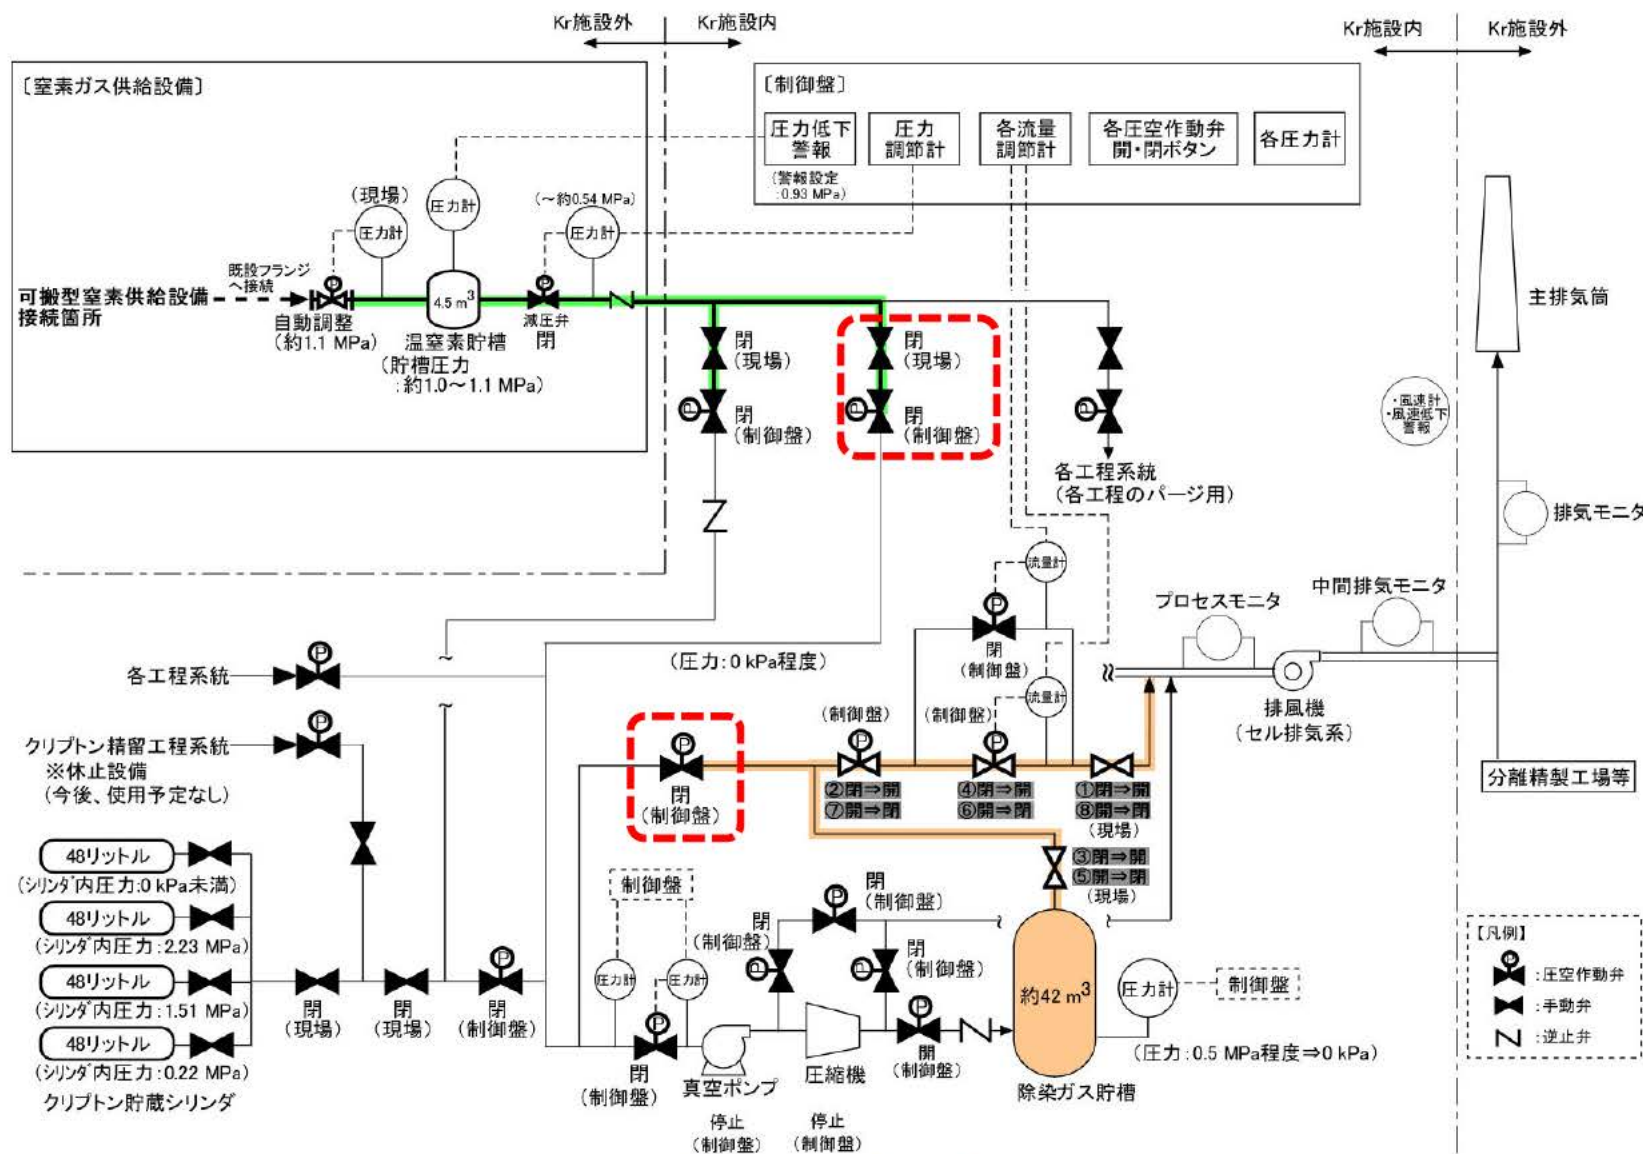 Kr施設外
Kr施設内
Kr施設内
Kr施設外
〔窒素ガス供給設備〕
〔制御盤〕
圧力低下
警報
圧力
調節計
各流量
調節計
各圧空作動弁
開・閉ボタン
各圧力計
(警報設定
:0.93 MPa)
(現場)
圧力計
圧力計
(～約0.54 MPa)
圧力計
既設フランジ
へ接続
P
P
可搬型窒素供給設備
接続箇所
4.5 m³
自動調整
(約1.1 MPa)
温窒素貯槽
(貯槽圧力
:約1.0～1.1 MPa)
減圧弁
閉
閉
(現場)
閉
(現場)
P
閉
(制御盤)
P
閉
(制御盤)
P
各工程系統
(各工程のパージ用)
主排気筒
・風速計
・風速低下
警報
排気モニタ
流量計
P
閉
(制御盤)
プロセスモニタ
中間排気モニタ
(圧力:0 kPa程度)
各工程系統
P
流量計
排風機
(セル排気系)
クリプトン精留工程系統
※休止設備
(今後、使用予定なし)
P
P
閉
(制御盤)
(制御盤)
P
(制御盤)
P
②閉⇒開
⑦開⇒閉
④閉⇒開
⑥開⇒閉
①閉⇒開
⑧開⇒閉
(現場)
分離精製工場等
③閉⇒開
⑤開⇒閉
(現場)
48リットル
(シリンダ内圧力:0 kPa未満)
48リットル
(シリンダ内圧力:2.23 MPa)
48リットル
(シリンダ内圧力:1.51 MPa)
48リットル
(シリンダ内圧力:0.22 MPa)
クリプトン貯蔵シリンダ
閉
(現場)
閉
(現場)
P
閉
(制御盤)
制御盤
圧力計
圧力計
P
閉
(制御盤)
P
閉
(制御盤)
閉
(制御盤)
P
閉
(制御盤)
P
真空ポンプ
停止
(制御盤)
圧縮機
停止
(制御盤)
P
開
(制御盤)
約42 m³
除染ガス貯槽
圧力計
制御盤
(圧力:0.5 MPa程度⇒0 kPa)
【凡例】
P
:圧空作動弁
:手動弁
:逆止弁